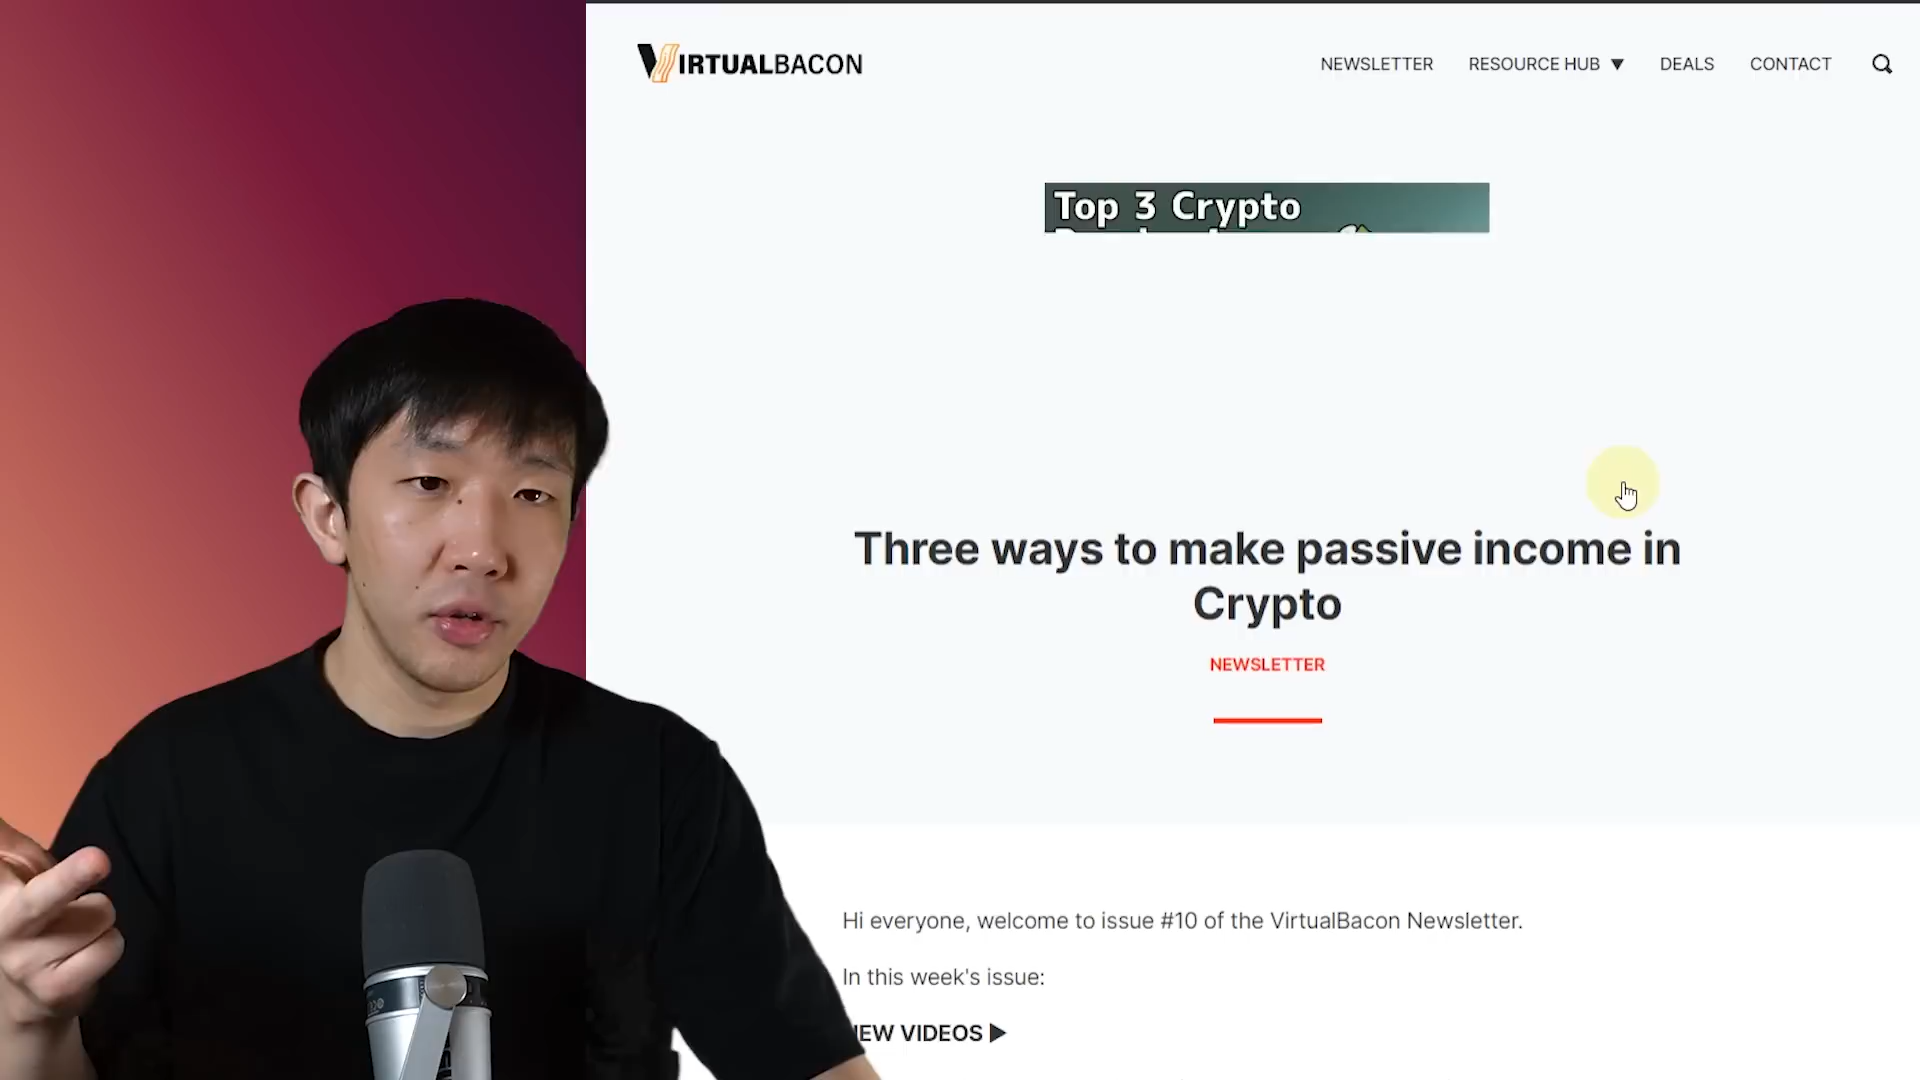 VIRTUALBACON
NEWSLETTER
RESOURCE HUB ▼
DEALS
CONTACT
Top 3 Crypto
Three ways to make passive income in
Crypto
NEWSLETTER
Hi everyone, welcome to issue #10 of the VirtualBacon Newsletter.
In this week's issue:
VIDEOS ▶